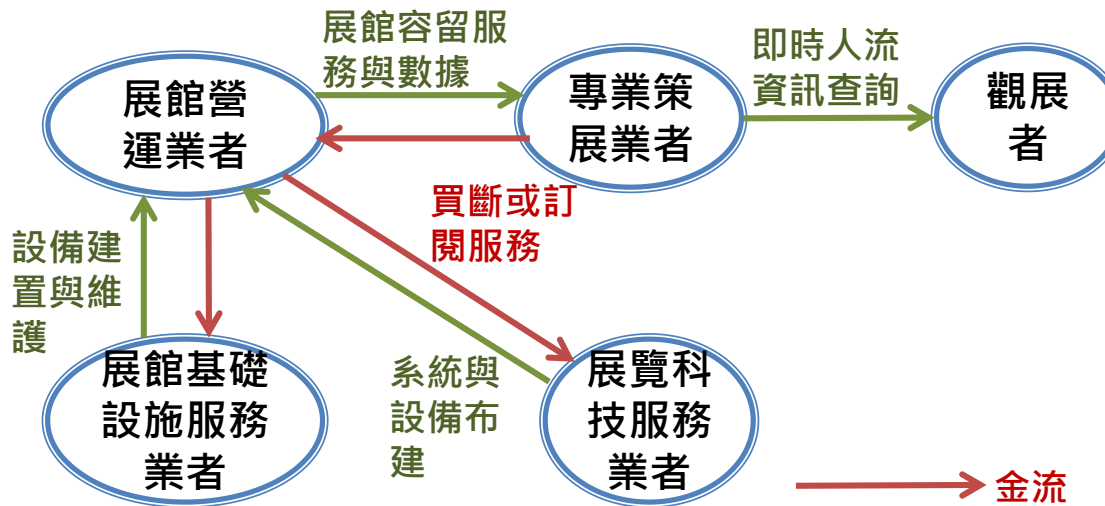 展館容留服
務與數據
即時人流
資訊查詢
展館營
運業者
專業策
展業者
觀展
者
買斷或訂
閱服務
設備建
置與維
護
系統與
設備布
建
展館基礎
設施服務
業者
展覽科
技服務
業者
金流